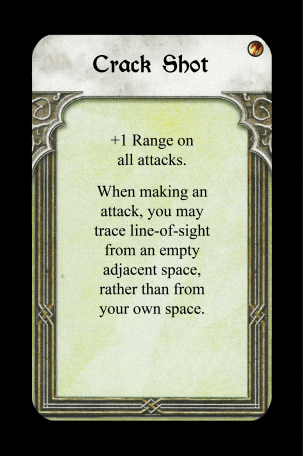 Crack Shot
+1 Range on
all attacks.
When making an
attack, you may
trace line-of-sight
from an empty
adjacent space,
rather than from
your own space.